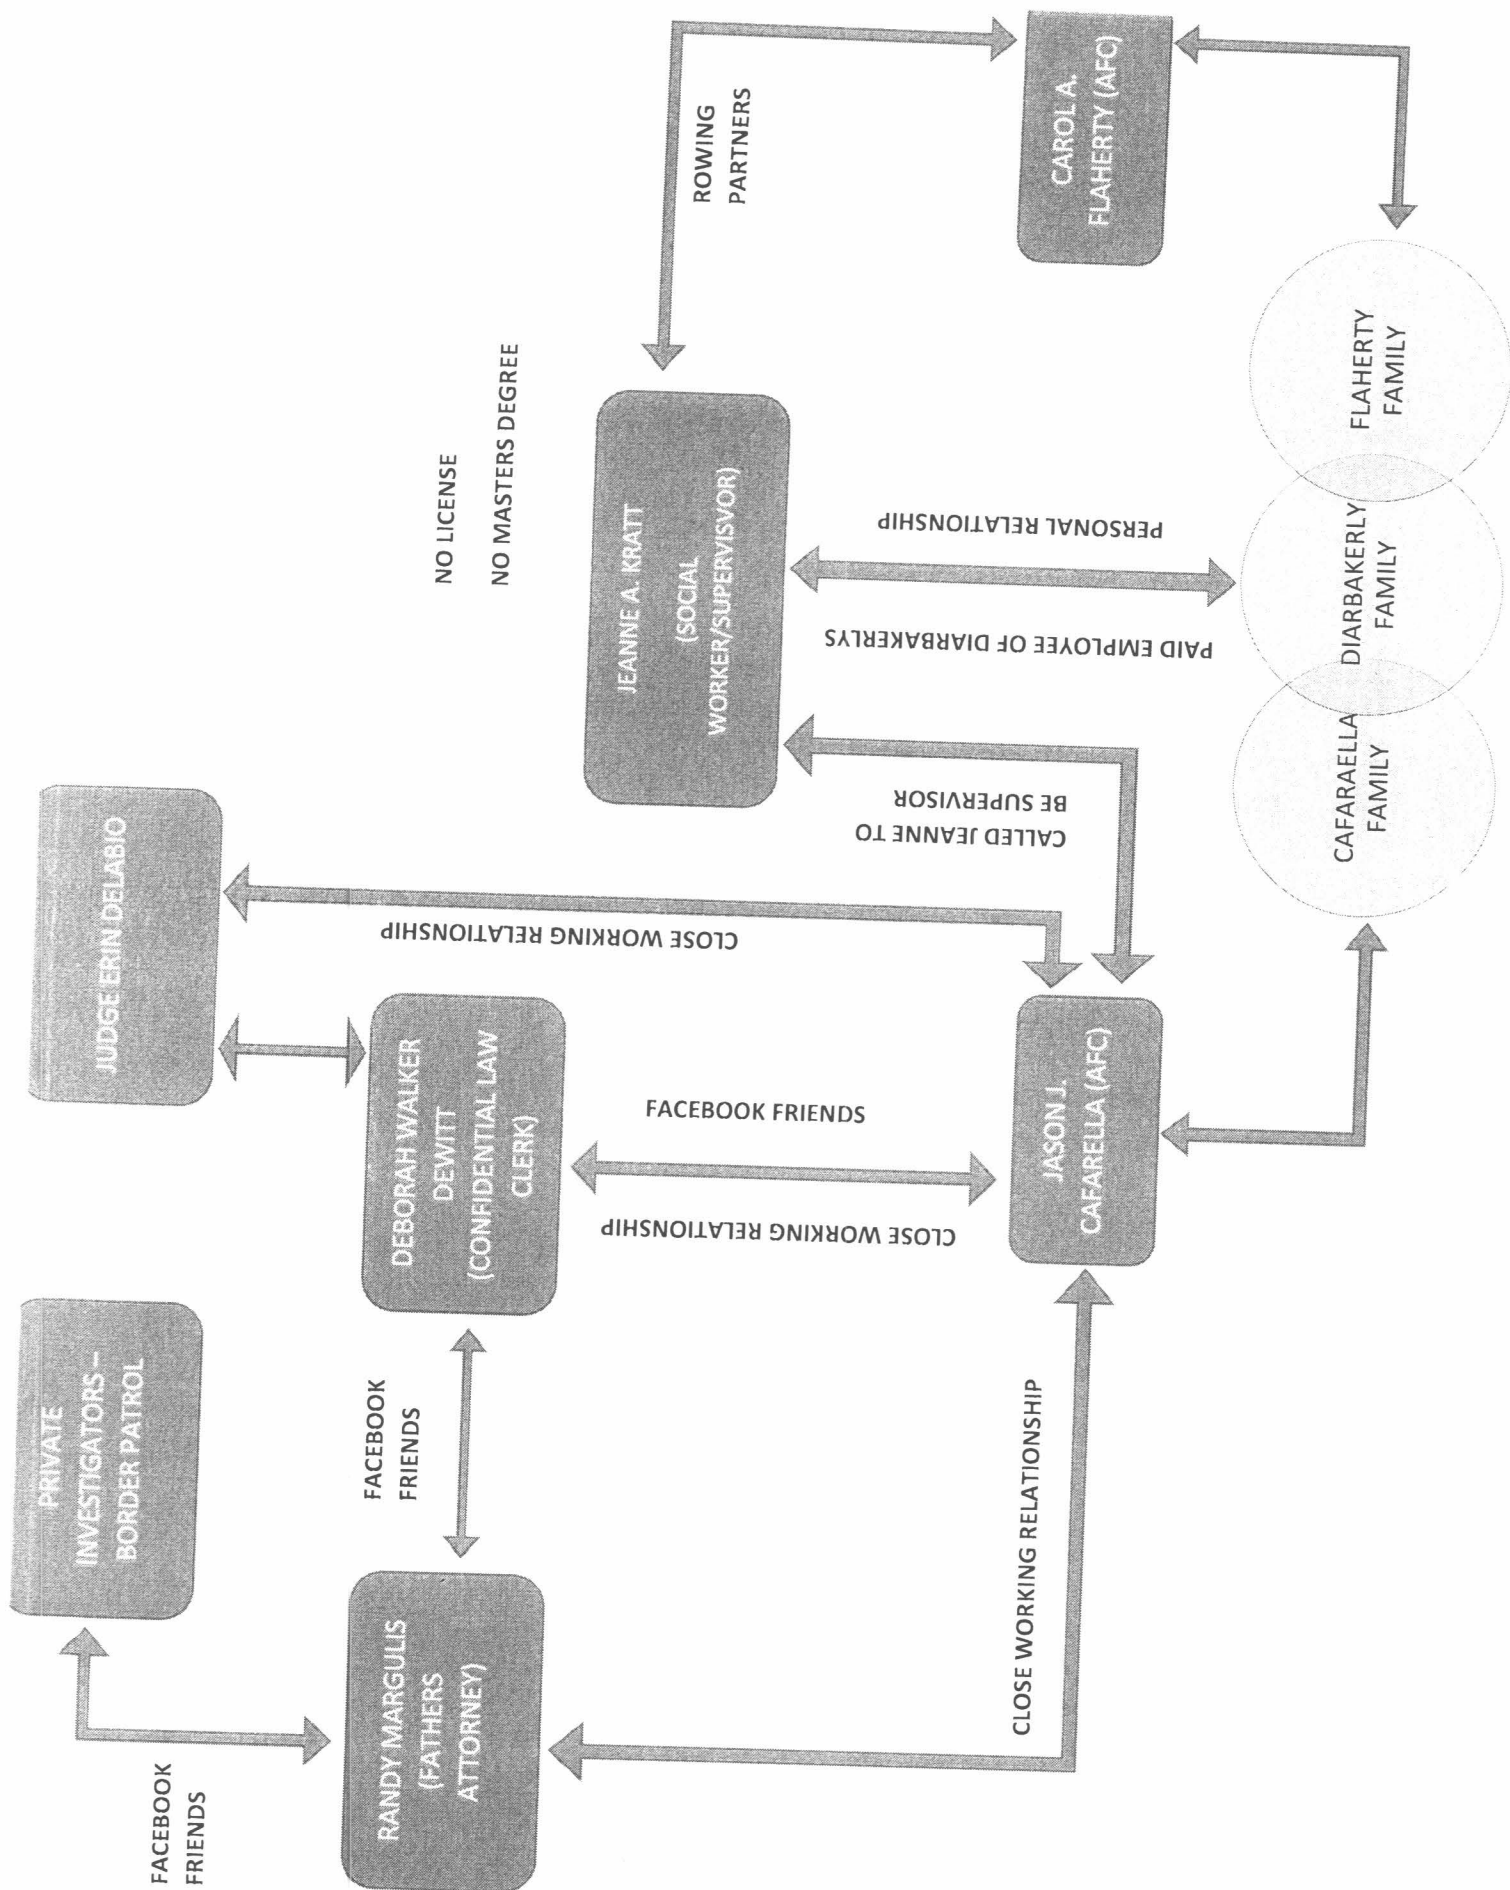 PRIVATE
INVESTIGATORS –
BORDER PATROL
JUDGE ERIN DELABIO
FACEBOOK
FRIENDS
RANDY MARGULIS
(FATHERS
ATTORNEY)
FACEBOOK
FRIENDS
DEBORAH WALKER
DEWITT
(CONFIDENTIAL LAW
CLERK)
CLOSE WORKING RELATIONSHIP
NO LICENSE
NO MASTERS DEGREE
JEANNE A. KRATT
(SOCIAL
WORKER/SUPERVISVOR)
ROWING
PARTNERS
FACEBOOK FRIENDS
CLOSE WORKING RELATIONSHIP
CALLED JEANNE TO
BE SUPERVISOR
PAID EMPLOYEE OF DIARBAKERLYS
PERSONAL RELATIONSHIP
CLOSE WORKING RELATIONSHIP
JASON J.
CAFARELLA (AFC)
CAROL A.
FLAHERTY (AFC)
CAFARAELLA
FAMILY
DIARBAKERLY
FAMILY
FLAHERTY
FAMILY